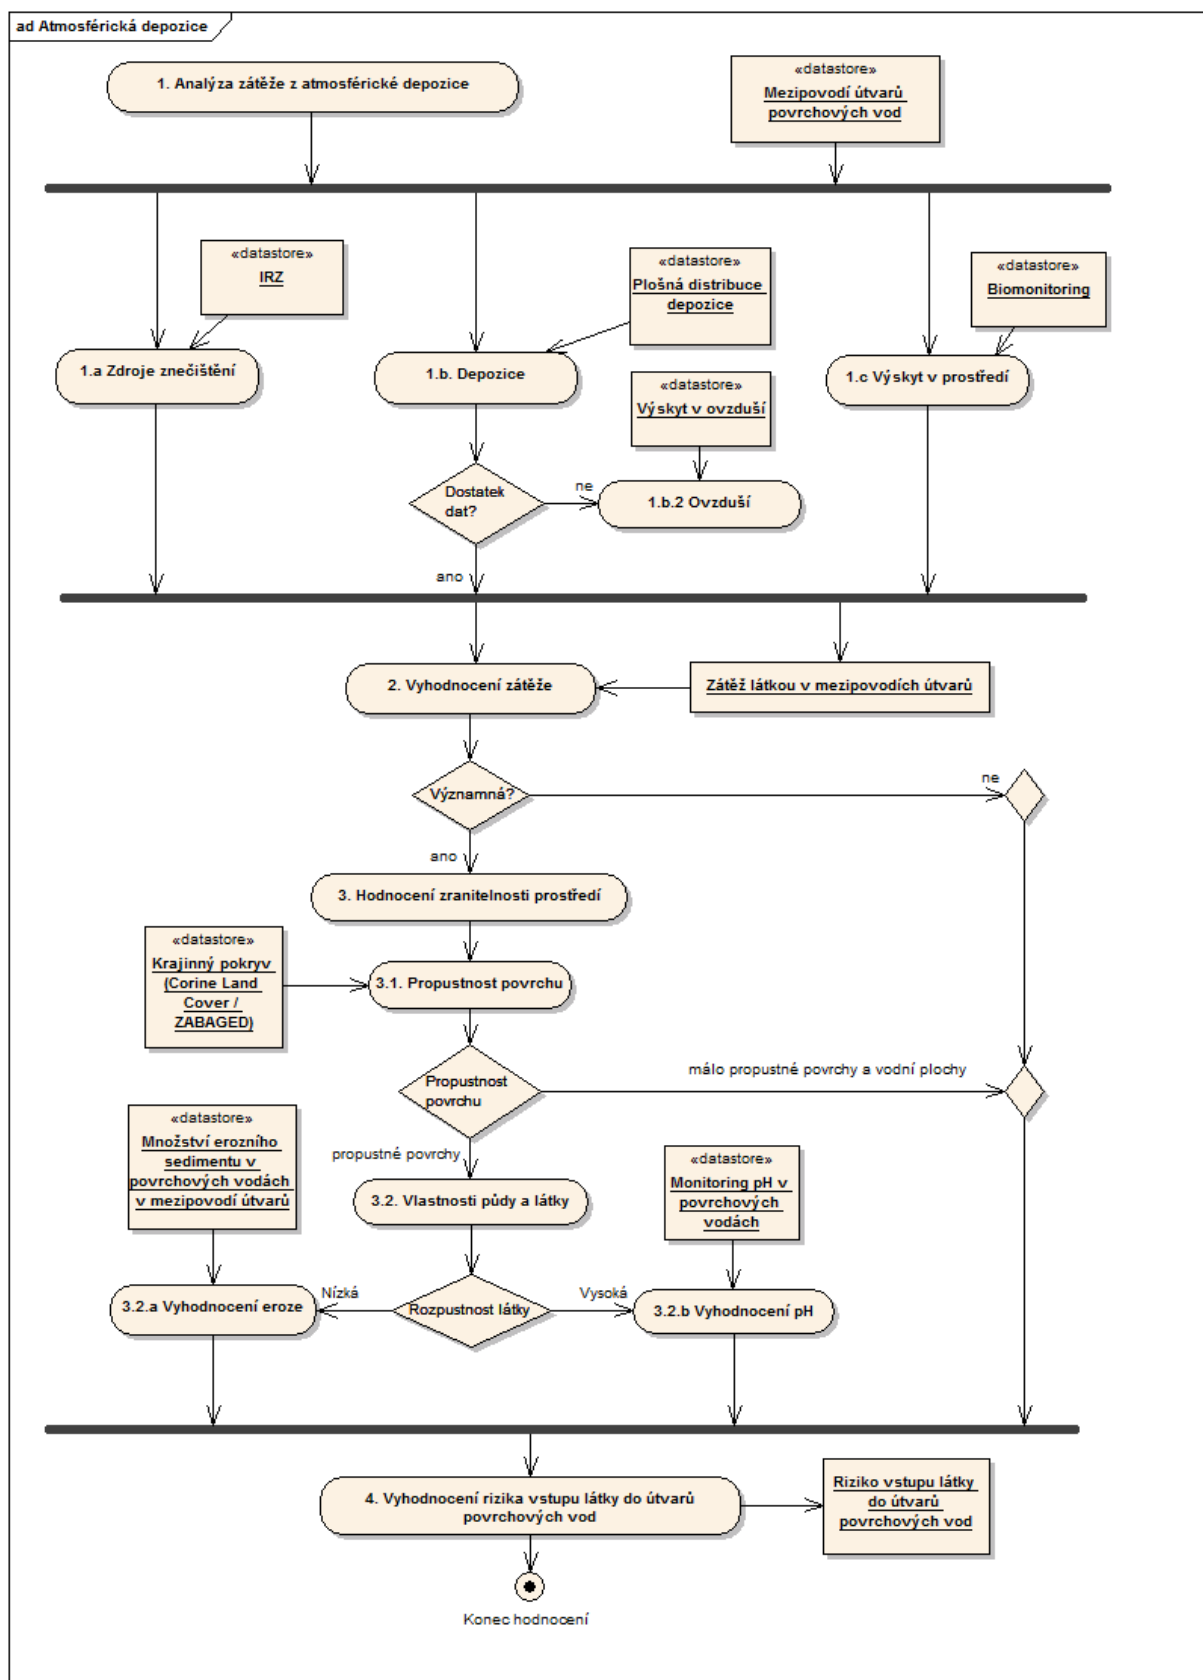 ad Atmosférická depozice
1. Analýza zátěže z atmosférické depozice
«datastore»
Mezipovodí útvarů
povrchových vod
«datastore»
IRZ
«datastore»
Plošná distribuce
depozice
«datastore»
Biomonitoring
1.a Zdroje znečištění
1.b. Depozice
1.c Výskyt v prostředí
«datastore»
Výskyt v ovzduší
Dostatek
dat?
ne
1.b.2 Ovzduší
ano
2. Vyhodnocení zátěže
Zátěž látkou v mezipovodích útvarů
Významná?
ne
ano
3. Hodnocení zranitelnosti prostředí
«datastore»
Krajinný pokryv
(Corine Land
Cover /
ZABAGED)
3.1. Propustnost povrchu
Propustnost
povrchu
málo propustné povrchy a vodní plochy
«datastore»
Množství erozního
sedimentu v
povrchových vodách
v mezipovodí útvarů
propustné povrchy
«datastore»
Monitoring pH v
povrchových
vodách
3.2. Vlastnosti půdy a látky
Nízká
Vysoká
3.2.a Vyhodnocení eroze
Rozpustnost látky
3.2.b Vyhodnocení pH
4. Vyhodnocení rizika vstupu látky do útvarů
povrchových vod
Riziko vstupu látky
do útvarů
povrchových vod
Konec hodnocení